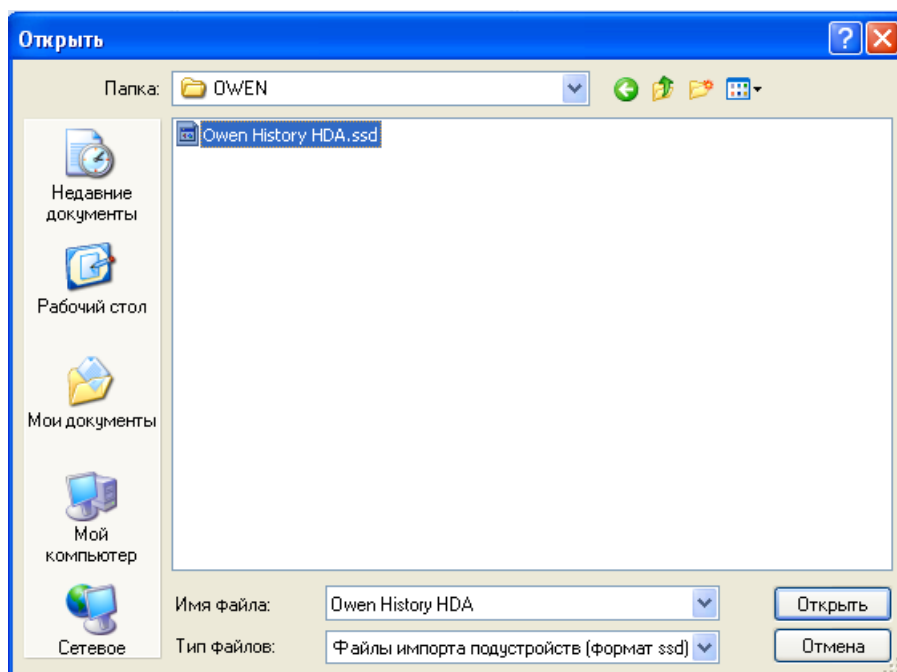 Открыть
Папка: OWEN
Owen History HDA.ssd
Недавние
документы
Рабочий стол
Мои документы
Мой
компьютер
Сетевое
Имя файла: Owen History HDA Открыть
Тип файлов: Файлы импорта подустройств (формат ssd) Отмена